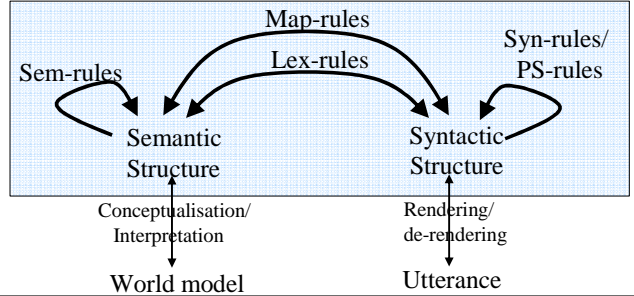 Map-rules
Lex-rules
Sem-rules
Syn-rules/
PS-rules
Semantic
Structure
Syntactic
Structure
Conceptualisation/
Interpretation
Rendering/
de-rendering
World model
Utterance